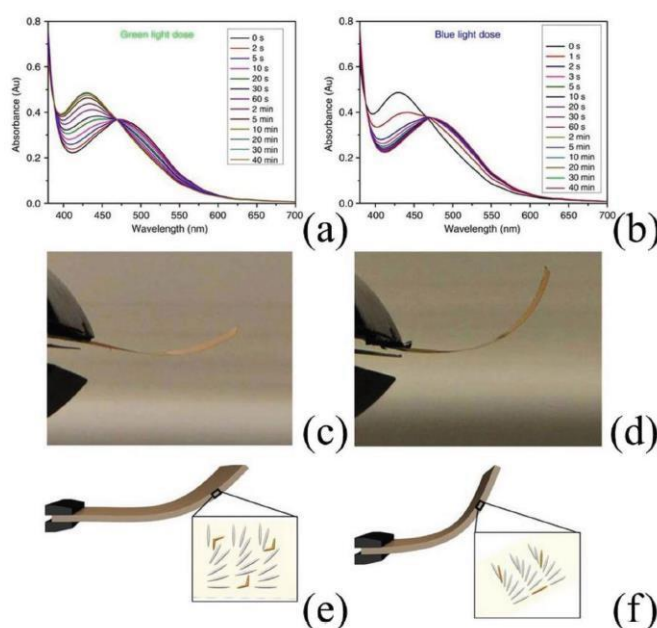 Green light dose
Absorbance (Au)
0.8
0.6
0.4
0.2
0.0
400
450
500
550
600
650
700
Wavelength (nm)
0 s
2 s
5 s
10 s
20 s
30 s
60 s
2 min
5 min
10 min
20 min
30 min
40 min
(a)
Blue light dose
Absorbance (Au)
0.8
0.6
0.4
0.2
0.0
400
450
500
550
600
650
700
Wavelength (nm)
0 s
1 s
2 s
3 s
5 s
10 s
20 s
30 s
60 s
2 min
5 min
10 min
20 min
30 min
40 min
(b)
(c)
(d)
(e)
(f)